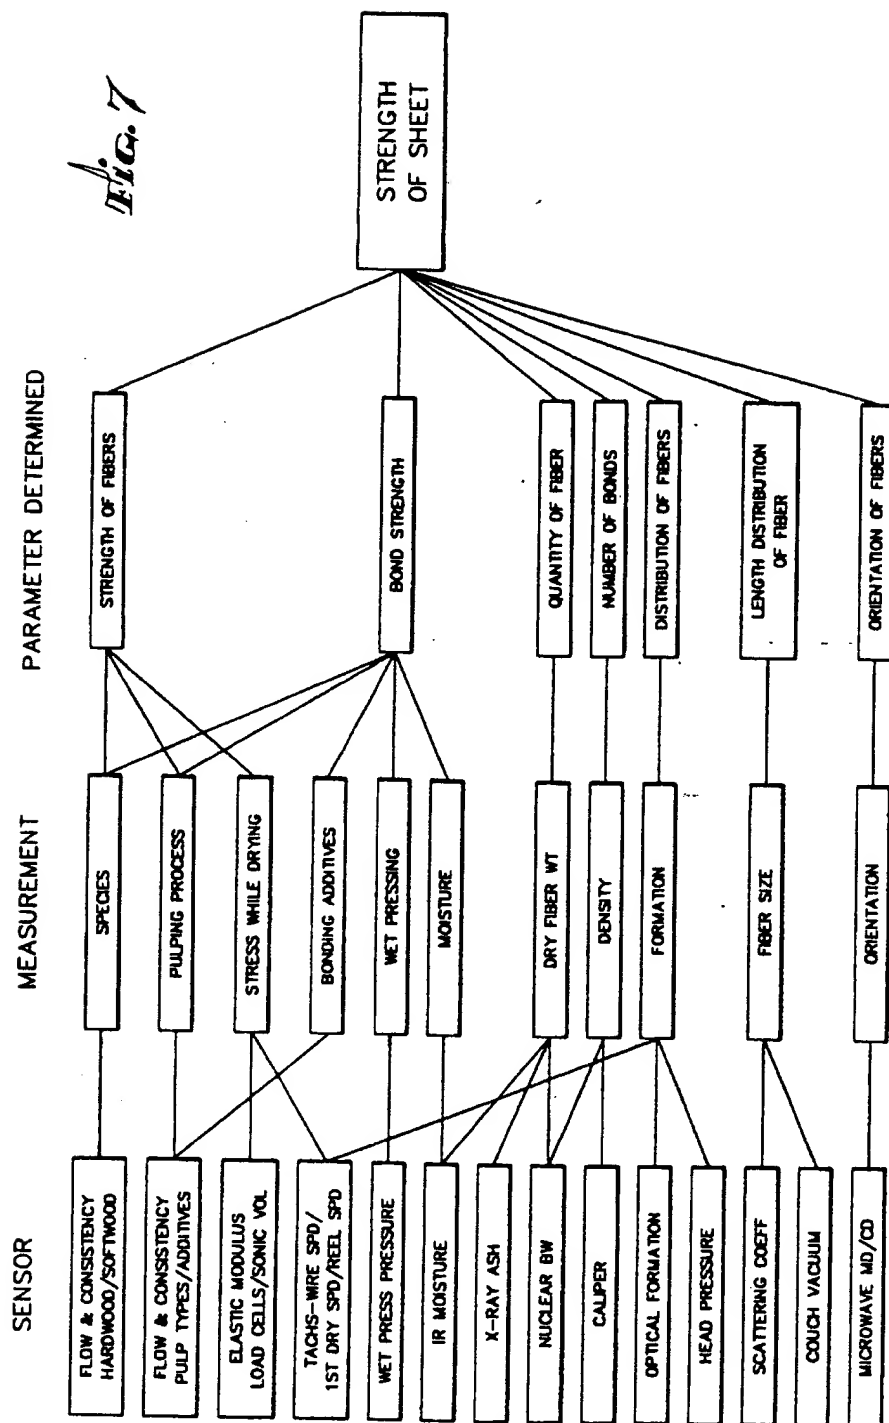 Fig. 7
SENSOR
MEASUREMENT
PARAMETER DETERMINED
FLOW & CONSISTENCY
HARDWOOD/SOFTWOOD
FLOW & CONSISTENCY
PULP TYPES/ADDITIVES
ELASTIC MODULUS
LOAD CELLS/SONIC VOL
TACHS-WIRE SPD/
1ST DRY SPD/REEL SPD
WET PRESS PRESSURE
IR MOISTURE
X-RAY ASH
NUCLEAR BW
CALIPER
OPTICAL FORMATION
HEAD PRESSURE
SCATTERING COEFF
COUCH VACUUM
MICROWAVE MD/CD
SPECIES
PULPING PROCESS
STRESS WHILE DRYING
BONDING ADDITIVES
WET PRESSING
MOISTURE
DRY FIBER WT
DENSITY
FORMATION
FIBER SIZE
ORIENTATION
STRENGTH OF FIBERS
BOND STRENGTH
QUANTITY OF FIBER
NUMBER OF BONDS
DISTRIBUTION OF FIBERS
LENGTH DISTRIBUTION
OF FIBER
ORIENTATION OF FIBERS
STRENGTH
OF SHEET